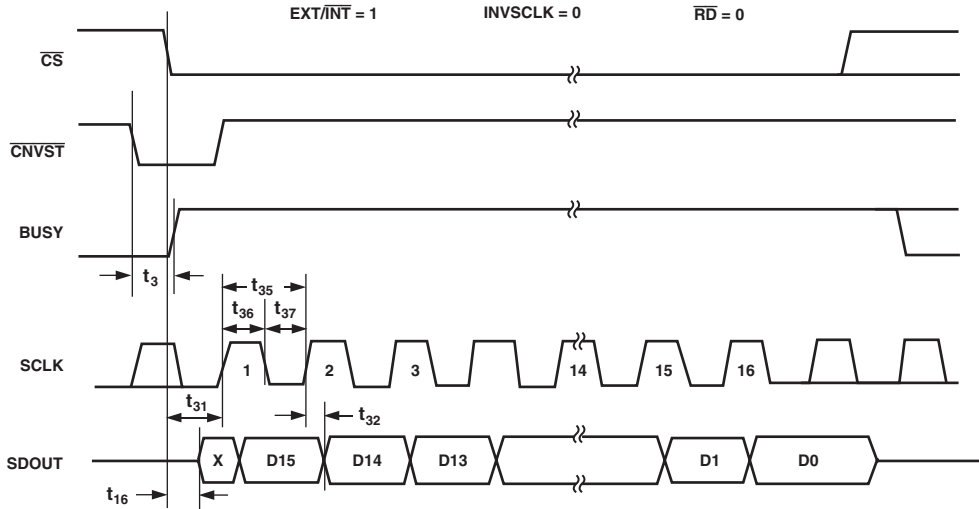 EXT/INT = 1 INVSCLK = 0 RD = 0
CS
CNVST
BUSY
t3
t35
t36 t37
SCLK
1 2 3 14 15 16
t31
t32
SDOUT
X D15 D14 D13 D1 D0
t16